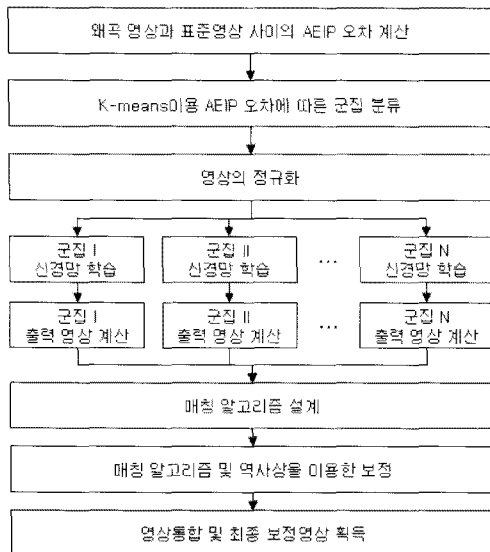 왜곡 영상과 표준영상 사이의 AEIP 오차 계산
K-means이용 AEIP 오차에 따른 군집 분류
영상의 정규화
군집 I
신경망 학습
군집 II
신경망 학습
...
군집 N
신경망 학습
군집 I
출력 영상 계산
군집 II
출력 영상 계산
...
군집 N
출력 영상 계산
매칭 알고리즘 설계
매칭 알고리즘 및 역사상을 이용한 보정
영상통합 및 최종 보정영상 획득